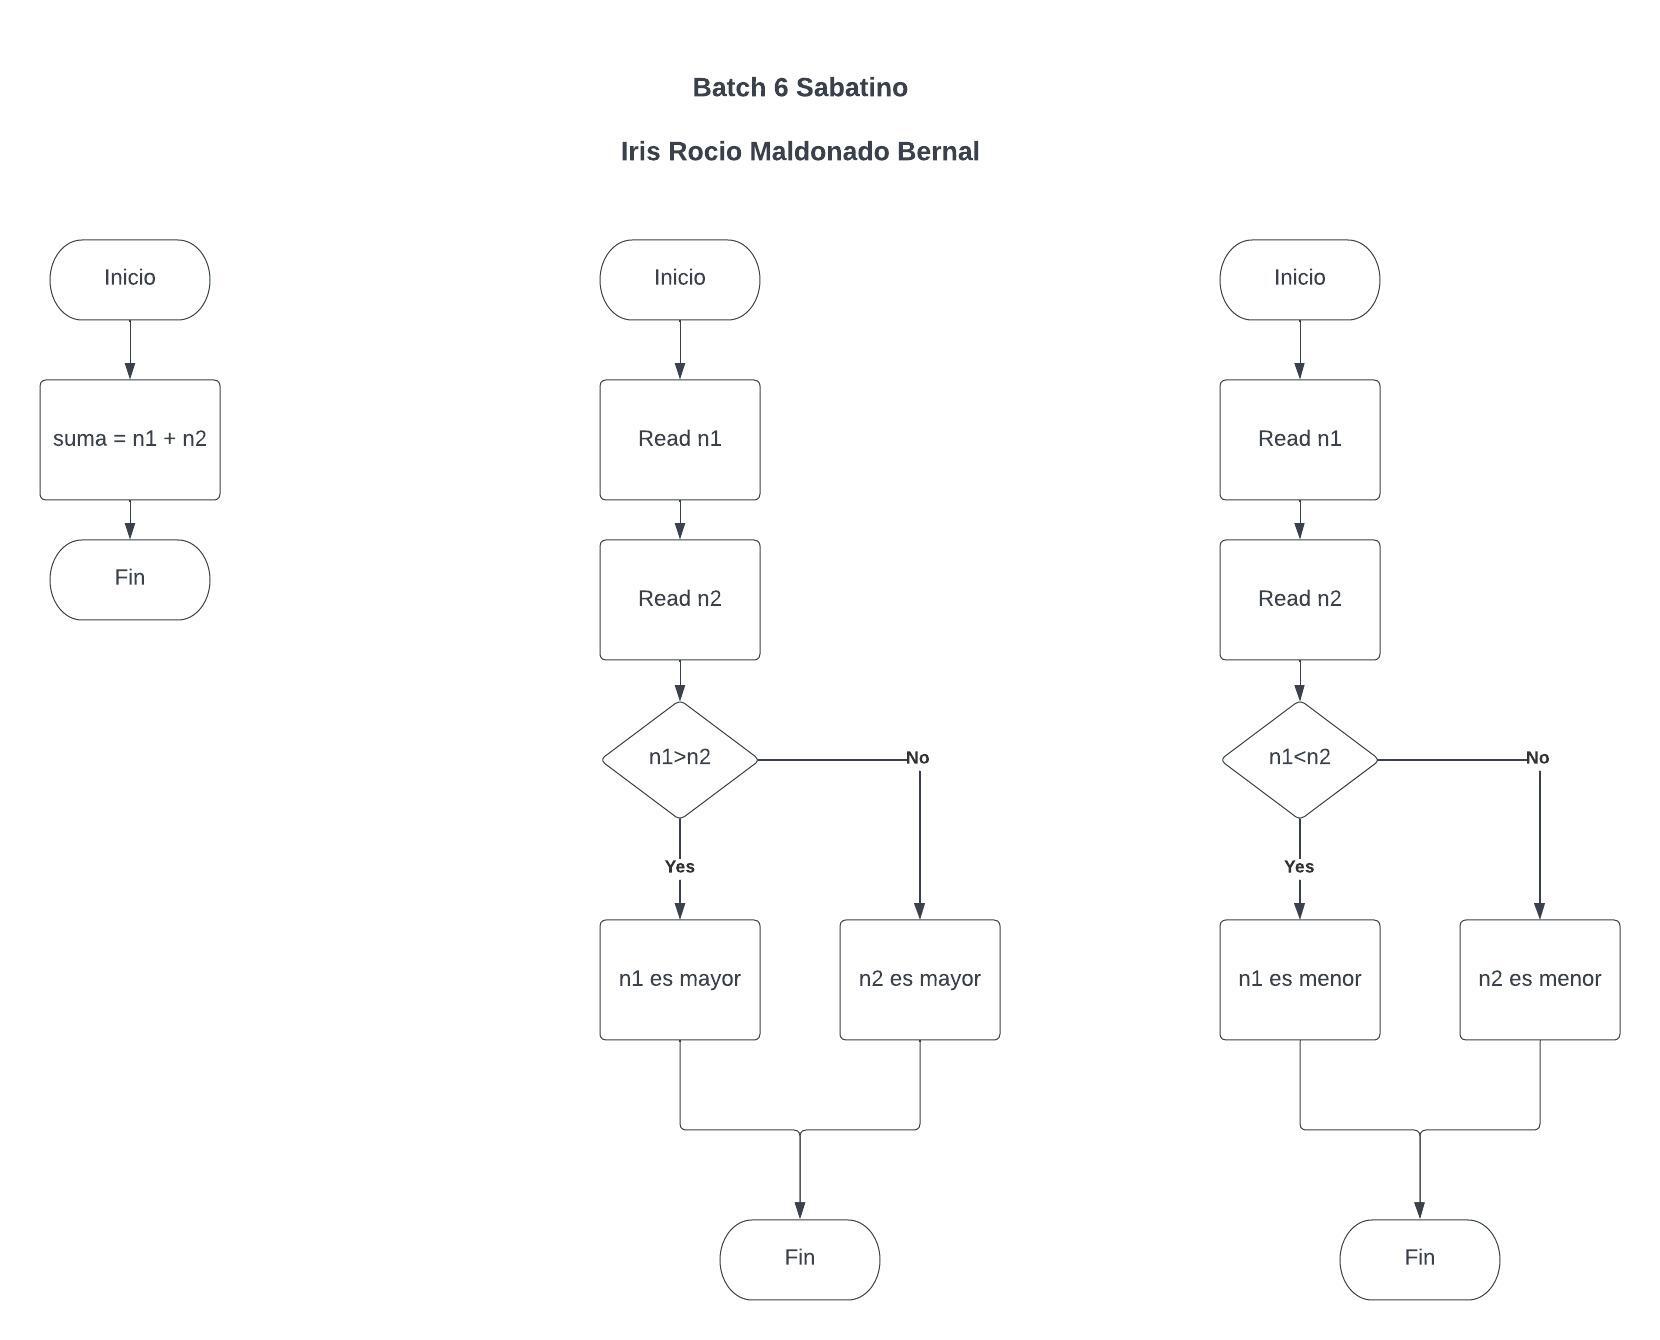 Batch 6 Sabatino
Iris Rocio Maldonado Bernal
Inicio
suma = n1 + n2
Fin
Inicio
Read n1
Read n2
n1>n2
No
Yes
n1 es mayor
n2 es mayor
Fin
Inicio
Read n1
Read n2
n1<n2
No
Yes
n1 es menor
n2 es menor
Fin